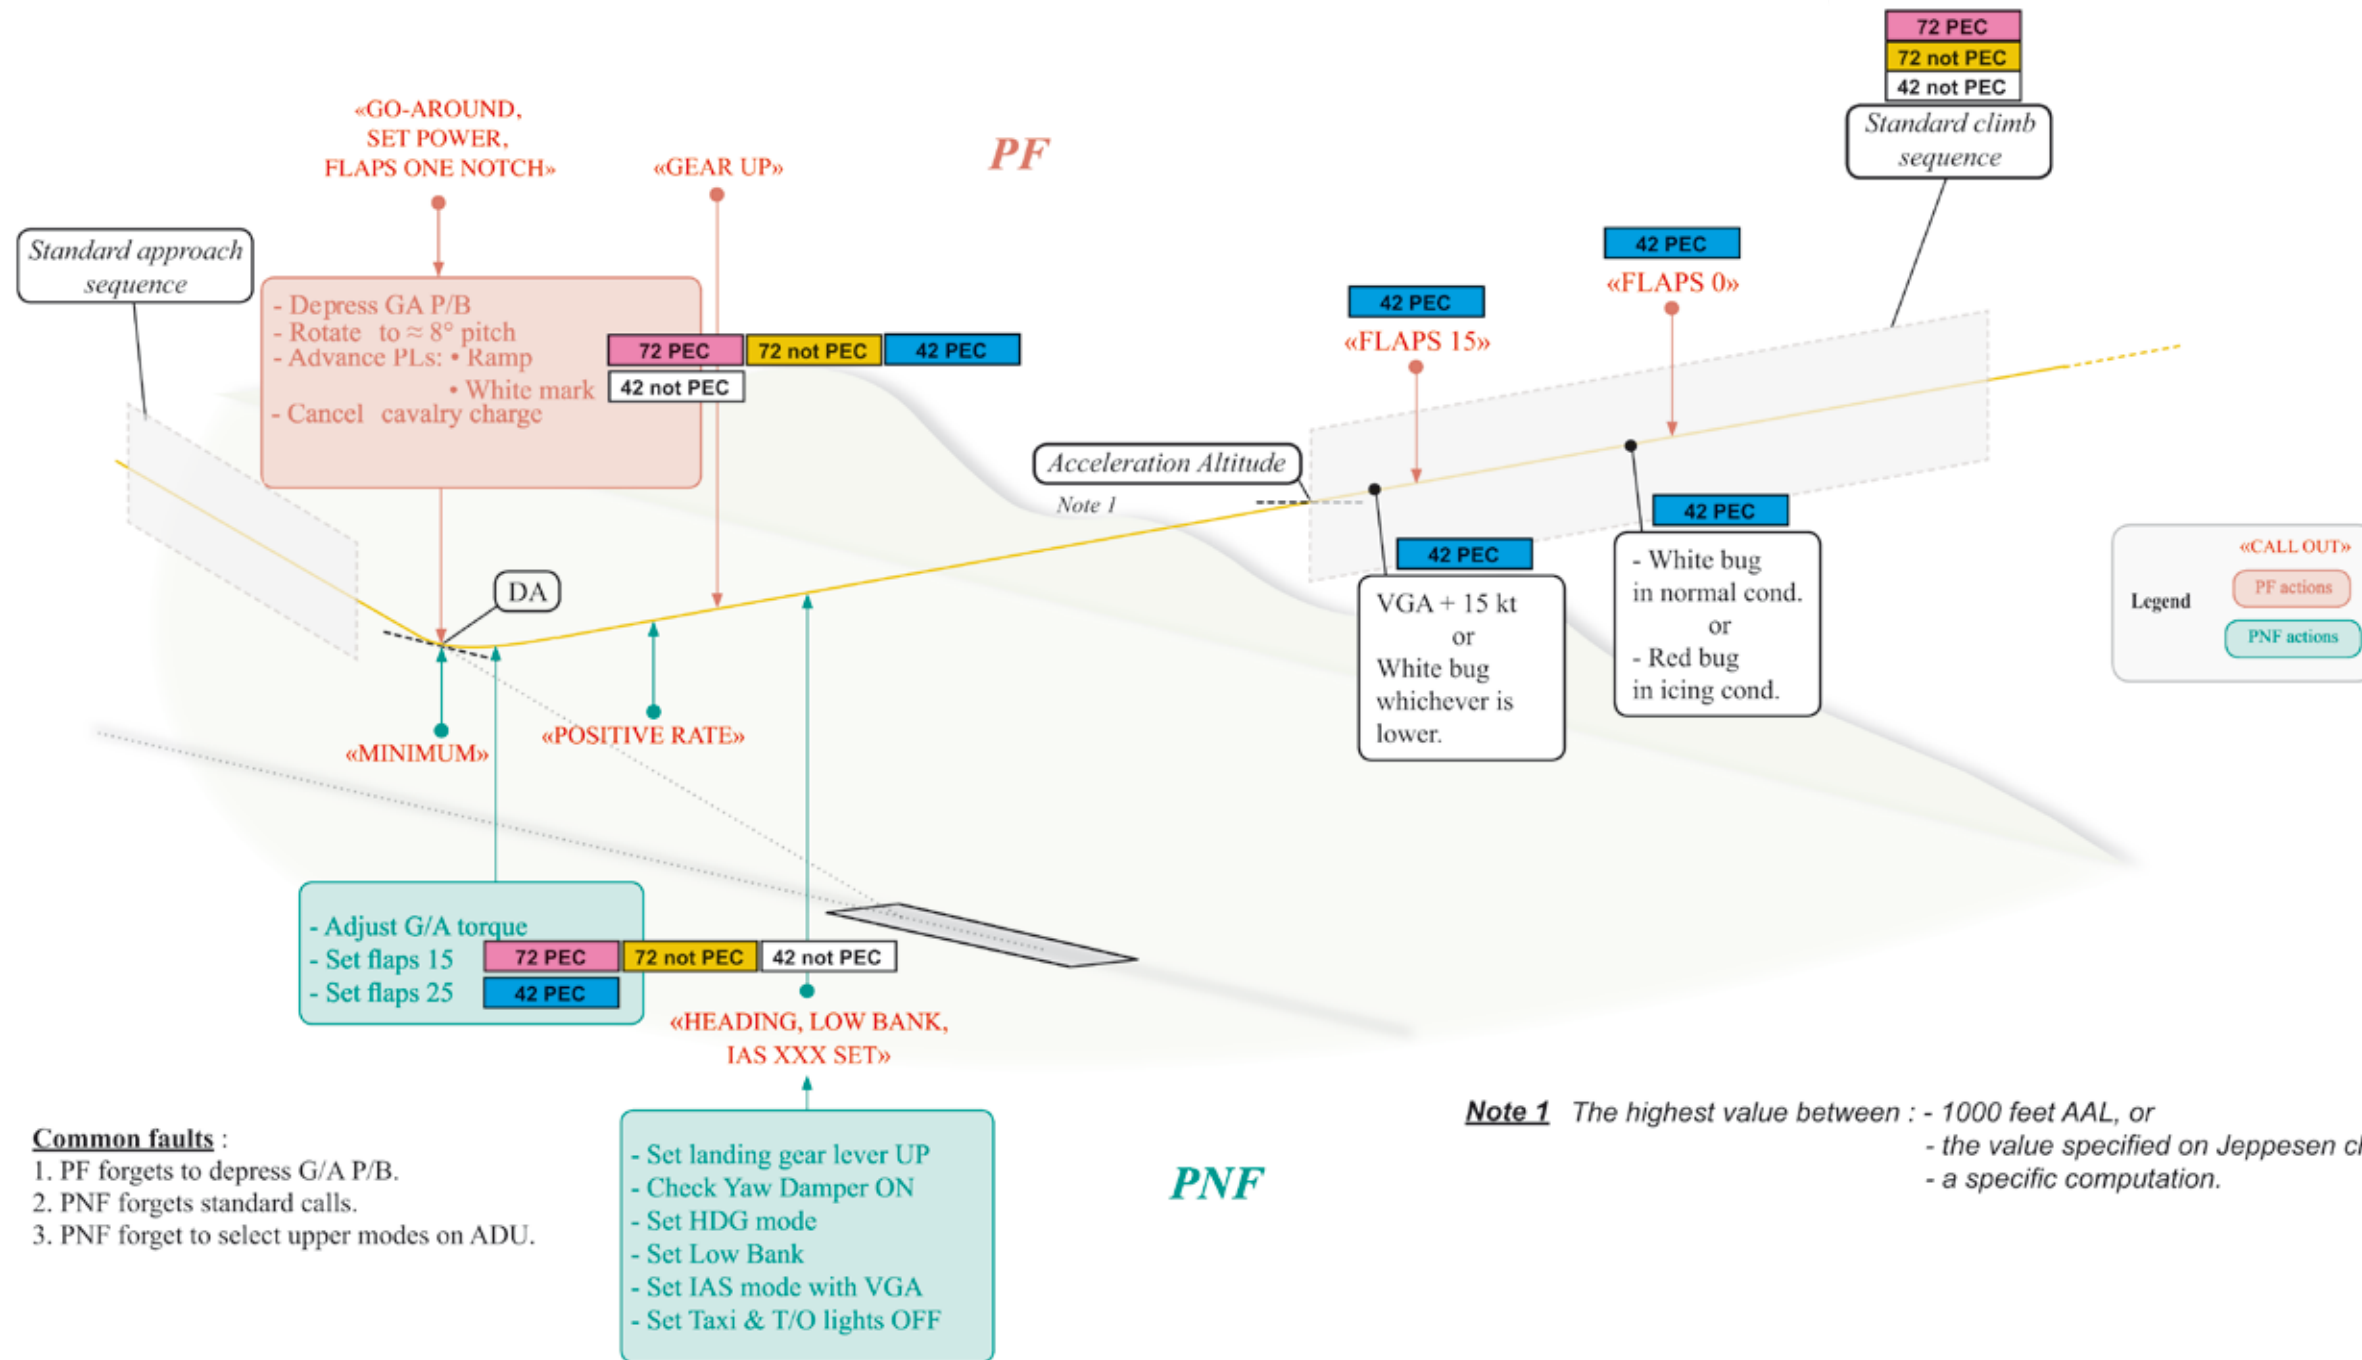 72 PEC
72 not PEC
42 not PEC
Standard climb
sequence
«GO-AROUND,
SET POWER,
FLAPS ONE NOTCH»
«GEAR UP»
PF
Standard approach
sequence
- Depress GA P/B
- Rotate to ≈ 8° pitch
- Advance PLs: • Ramp
72 PEC
72 not PEC
42 PEC
• White mark
42 not PEC
- Cancel cavalry charge
42 PEC
«FLAPS 15»
42 PEC
«FLAPS 0»
Acceleration Altitude
Note 1
42 PEC
VGA + 15 kt
or
White bug
whichever is
lower.
42 PEC
- White bug
in normal cond.
or
- Red bug
in icing cond.
Legend
«CALL OUT»
PF actions
PNF actions
DA
«MINIMUM»
«POSITIVE RATE»
- Adjust G/A torque
- Set flaps 15
72 PEC
72 not PEC
42 not PEC
- Set flaps 25
42 PEC
«HEADING, LOW BANK,
IAS XXX SET»
- Set landing gear lever UP
- Check Yaw Damper ON
- Set HDG mode
- Set Low Bank
- Set IAS mode with VGA
- Set Taxi & T/O lights OFF
PNF
Common faults :
1. PF forgets to depress G/A P/B.
2. PNF forgets standard calls.
3. PNF forget to select upper modes on ADU.
Note 1 The highest value between : - 1000 feet AAL, or
- the value specified on Jeppesen
- a specific computation.